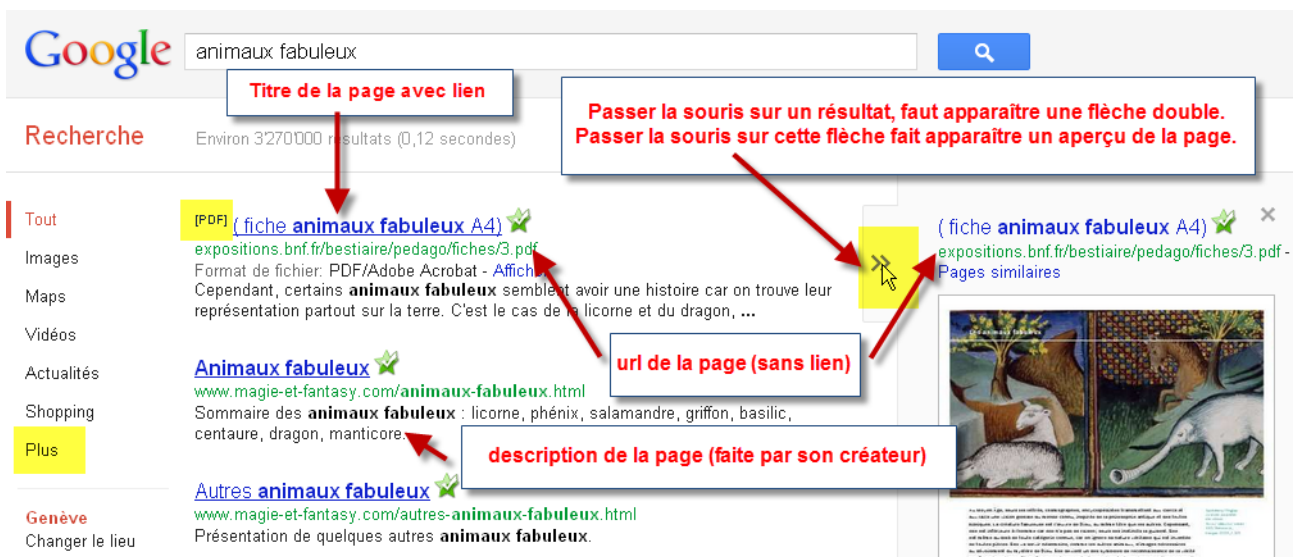 Google
animaux fabuleux
Titre de la page avec lien
Passer la souris sur un résultat, faut apparaître une flèche double.
Passer la souris sur cette flèche fait apparaître un aperçu de la page.
Recherche
Environ 3'270'000 résultats (0,12 secondes)
Tout
Images
Maps
Vidéos
Actualités
Shopping
Plus
Genève
Changer le lieu
[PDF] ( fiche animaux fabuleux A4)
expositions.bnf.fr/bestiaire/pedago/fiches/3.pdf
Format de fichier: PDF/Adobe Acrobat -
Cependant, certains animaux fabuleux semblent avoir une histoire car on trouve leur
représentation partout sur la terre. C'est le cas de la licorne et du dragon, ...
url de la page (sans lien)
Animaux fabuleux
www.magie-et-fantasy.com/animaux-fabuleux.html
Sommaire des animaux fabuleux : licorne, phénix, salamandre, griffon, basilic,
centaure, dragon, manticore.
description de la page (faite par son créateur)
Autres animaux fabuleux
www.magie-et-fantasy.com/autres-animaux-fabuleux.html
Présentation de quelques autres animaux fabuleux.
( fiche animaux fabuleux A4)
expositions.bnf.fr/bestiaire/pedago/fiches/3.pdf -
Pages similaires